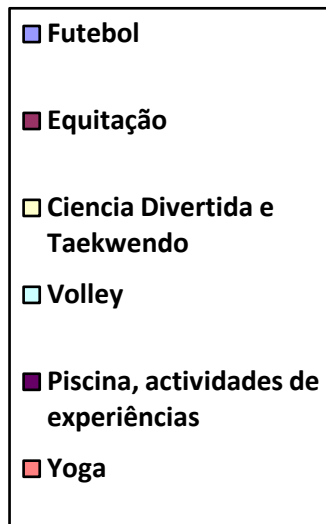 Futebol
Equitação
Ciencia Divertida e
Taekwendo
Volley
Piscina, actividades de
experiências
Yoga